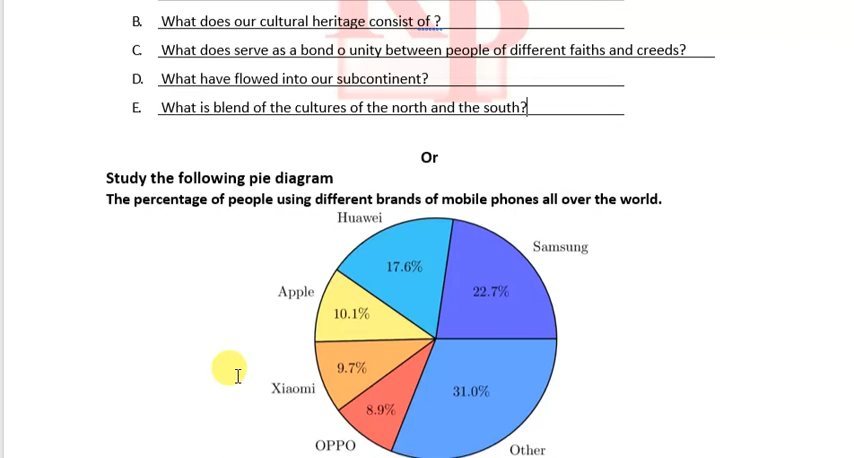 B. What does our cultural heritage consist of ?
C. What does serve as a bond o unity between people of different faiths and creeds?
D. What have flowed into our subcontinent?
E. What is blend of the cultures of the north and the south?
Or
Study the following pie diagram
The percentage of people using different brands of mobile phones all over the world.
Huawei
Samsung
17.6%
22.7%
Apple
10.1%
9.7%
Xiaomi
31.0%
8.9%
OPPO
Other